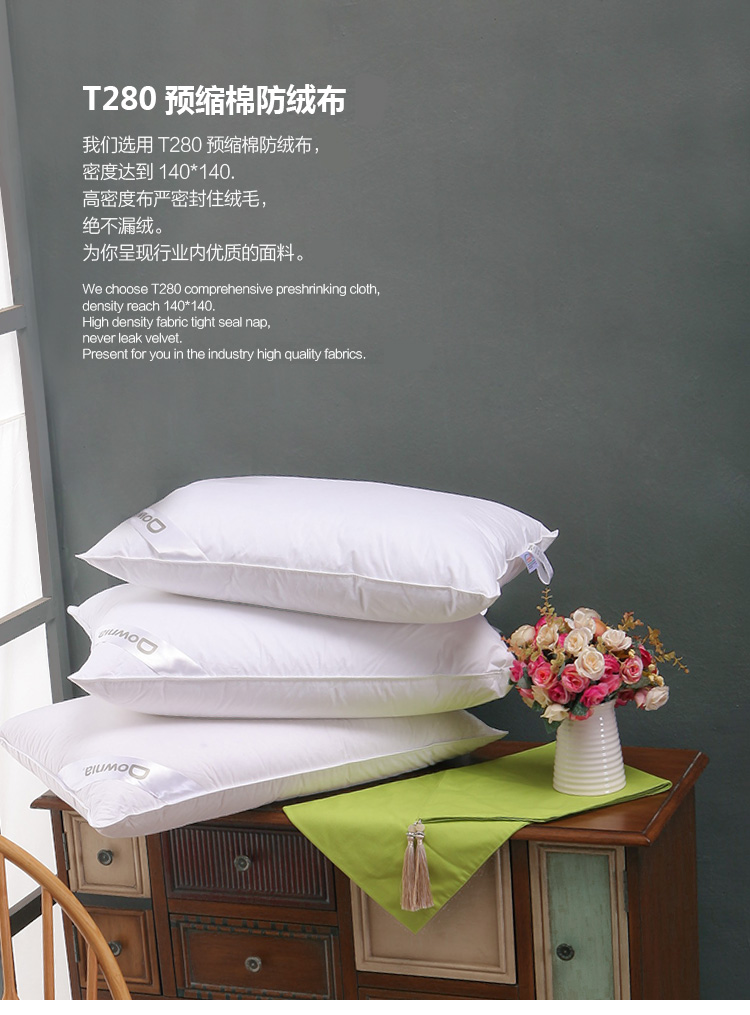 T280 预缩棉防绒布
我们选用 T280 预缩棉防绒布，
密度达到 140*140.
高密度布严密封住绒毛，
绝不漏绒。
为你呈现行业内优质的面料。
We choose T280 comprehensive preshrinking cloth,
density reach 140*140.
High density fabric tight seal nap,
never leak velvet.
Present for you in the industry high quality fabrics.
Downia
Downia